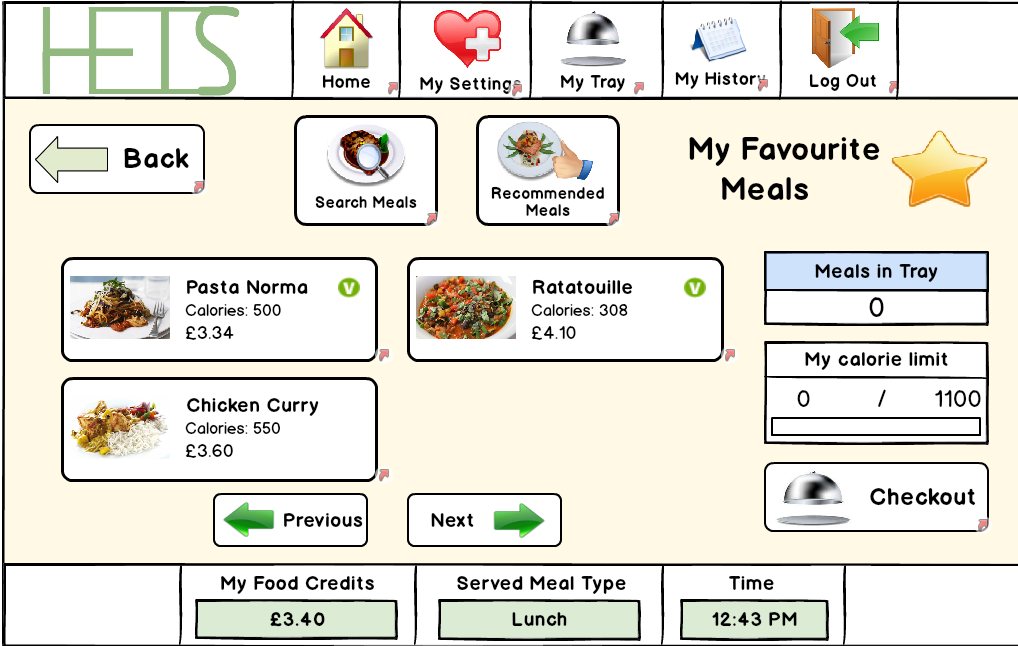 HETS
Home
My Settings
My Tray
My History
Log Out
Back
Search Meals
Recommended
Meals
My Favourite
Meals
Pasta Norma
V
Calories: 500
£3.34
Ratatouille
V
Calories: 308
£4.10
Meals in Tray
0
My calorie limit
0 / 1100
Chicken Curry
Calories: 550
£3.60
Checkout
Previous
Next
My Food Credits
£3.40
Served Meal Type
Lunch
Time
12:43 PM